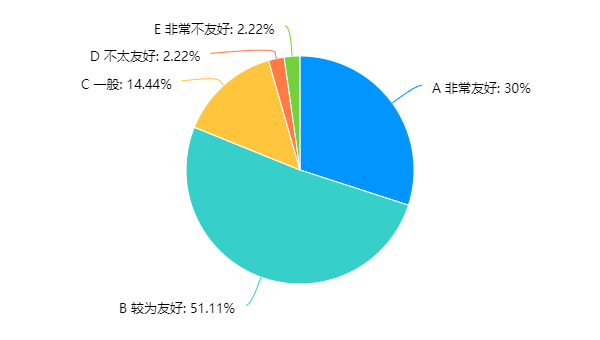 E 非常不友好: 2.22%
D 不太友好: 2.22%
C 一般: 14.44%
A 非常友好: 30%
B 较为友好: 51.11%